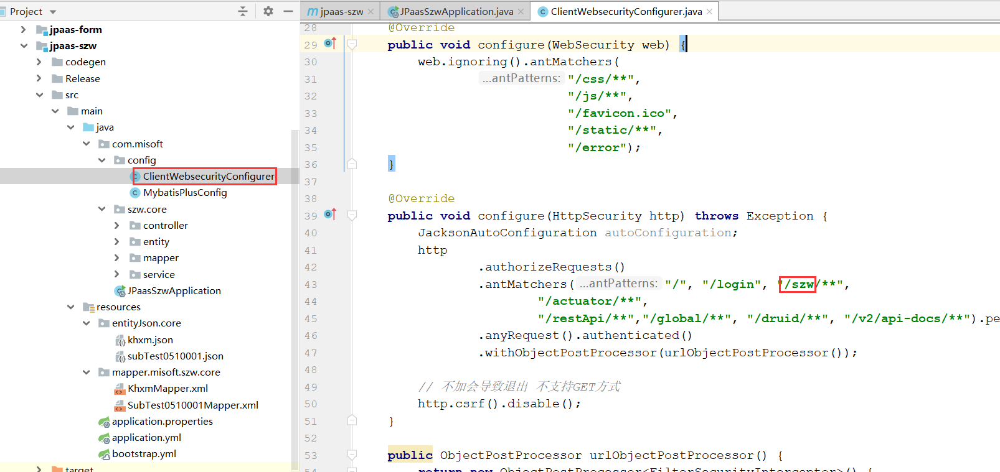 Project
jpaas-form
jpaas-szw
codegen
Release
src
main
java
com.misoft
config
ClientWebsecurityConfigurer
MybatisPlusConfig
szw.core
controller
entity
mapper
service
JPaasSzwApplication
resources
entityJson.core
khxm.json
subTest0510001.json
mapper.misoft.szw.core
KhxmMapper.xml
SubTest0510001Mapper.xml
application.properties
application.yml
bootstrap.yml
target
jpaas-szw JPaasSzwApplication.java ClientWebsecurityConfigurer.java
28 @Override
29 public void configure(WebSecurity web) {
30 web.ignoring().antMatchers(
31 ...antPatterns: "/css/**",
32 "/js/**",
33 "/favicon.ico",
34 "/static/**",
35 "/error");
36 }
37
38 @Override
39 public void configure(HttpSecurity http) throws Exception {
40 JacksonAutoConfiguration autoConfiguration;
41 http
42 .authorizeRequests()
43 .antMatchers( ...antPatterns: "/", "/login", "/szw/**",
44 "/actuator/**",
45 "/restApi/**","/global/**", "/druid/**", "/v2/api-docs/**").pe
46 .anyRequest().authenticated()
47 .withObjectPostProcessor(urlObjectPostProcessor());
48
49 // 不加会导致退出 不支持GET方式
50 http.csrf().disable();
51 }
52
53 public ObjectPostProcessor urlObjectPostProcessor() {
54 return new ObjectPostProcessor<FilterSecurityInterceptor>() {